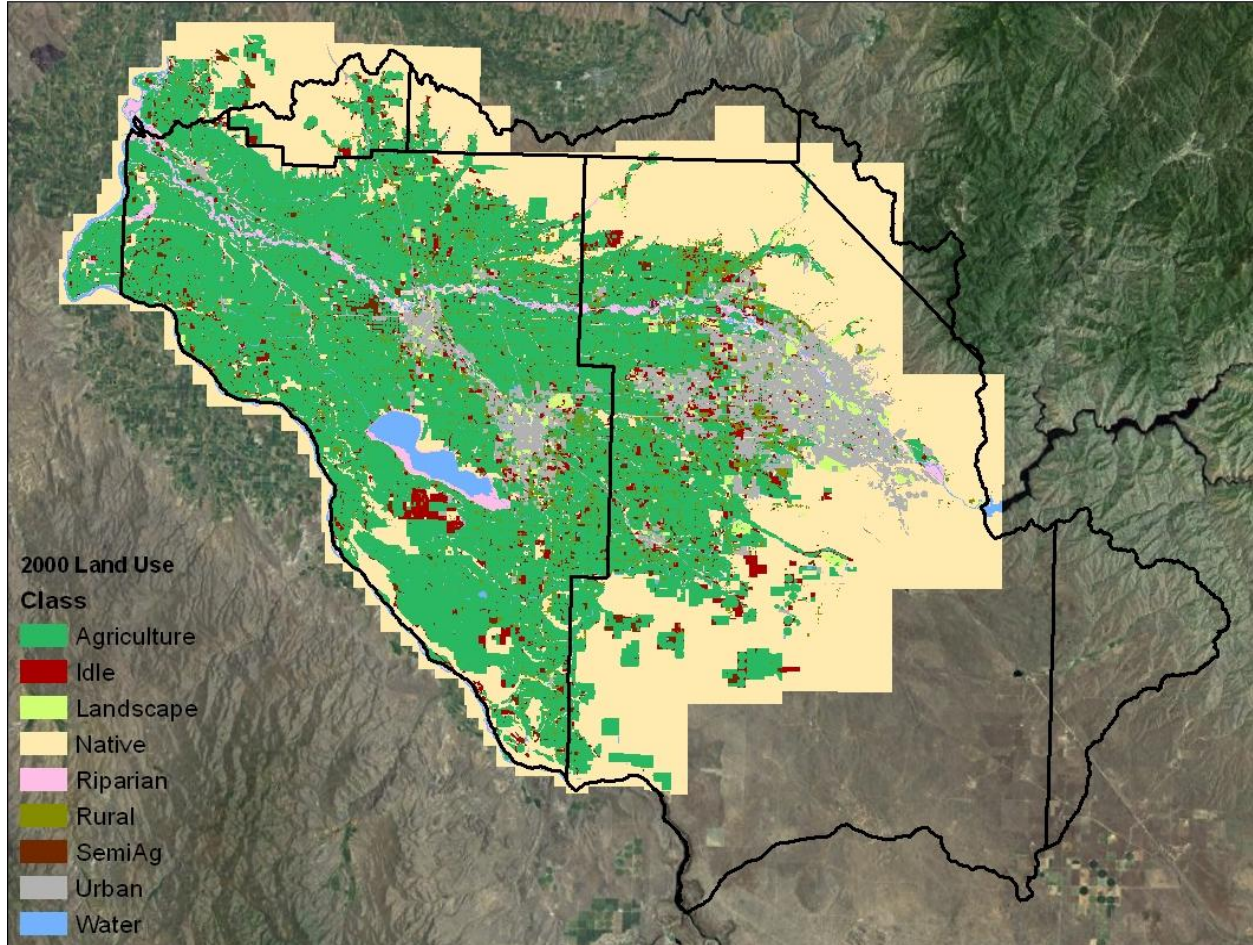 2000 Land Use
Class
Agriculture
Idle
Landscape
Native
Riparian
Rural
SemiAg
Urban
Water